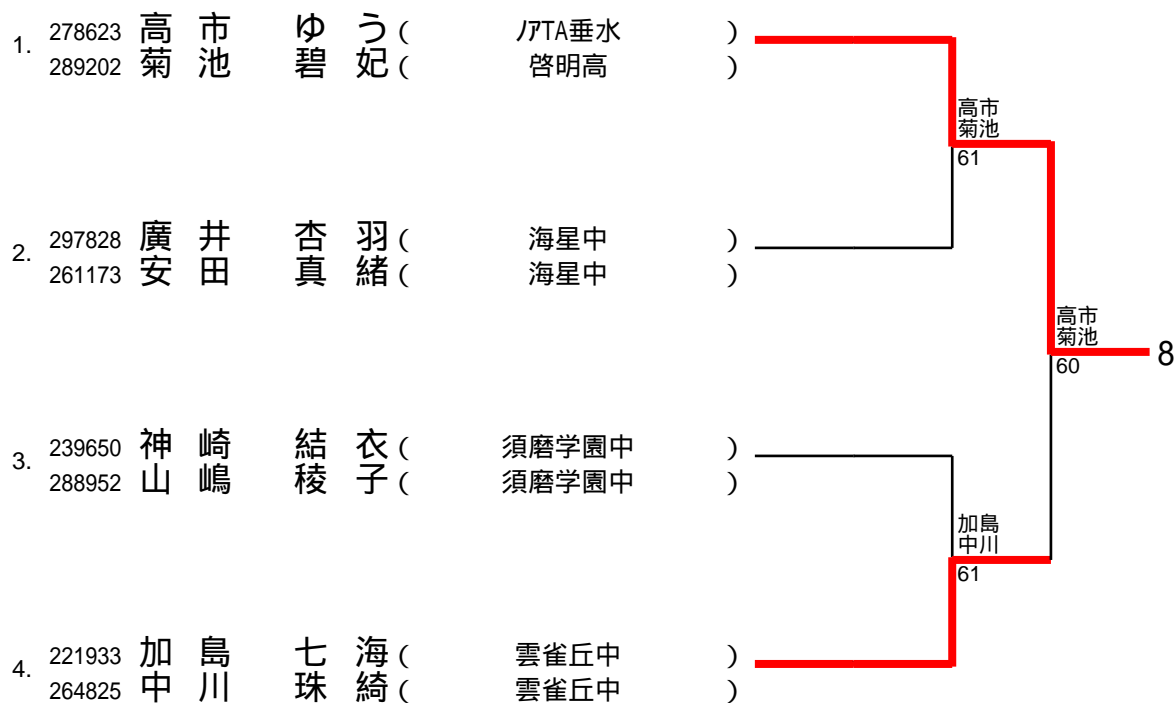 1. 278623 高市 ゆう ( ノアTA垂水 )
289202 菊池 碧妃 ( 啓明高 )
高市
菊池
61
2. 297828 廣井 杏羽 ( 海星中 )
261173 安田 真緒 ( 海星中 )
高市
菊池
60
8
3. 239650 神崎 結衣 ( 須磨学園中 )
288952 山嶋 稜子 ( 須磨学園中 )
加島
中川
61
4. 221933 加島 七海 ( 雲雀丘中 )
264825 中川 珠綺 ( 雲雀丘中 )